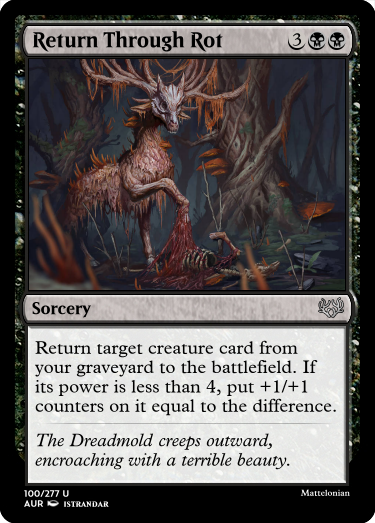 Return Through Rot 3
Sorcery
Return target creature card from
your graveyard to the battlefield. If
its power is less than 4, put +1/+1
counters on it equal to the difference.
The Dreadmold creeps outward,
encroaching with a terrible beauty.
100/277 U
Mattelonian
AUR ISTRANDAR